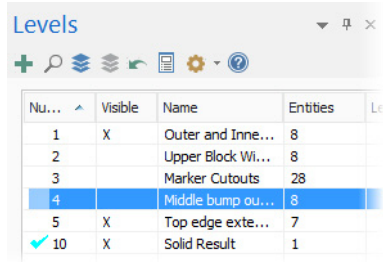 Levels
Nu... Visible Name Entities Le
1 X Outer and Inne... 8
2 Upper Block Wi... 8
3 Marker Cutouts 28
4 Middle bump ou... 8
5 X Top edge exte... 7
10 X Solid Result 1